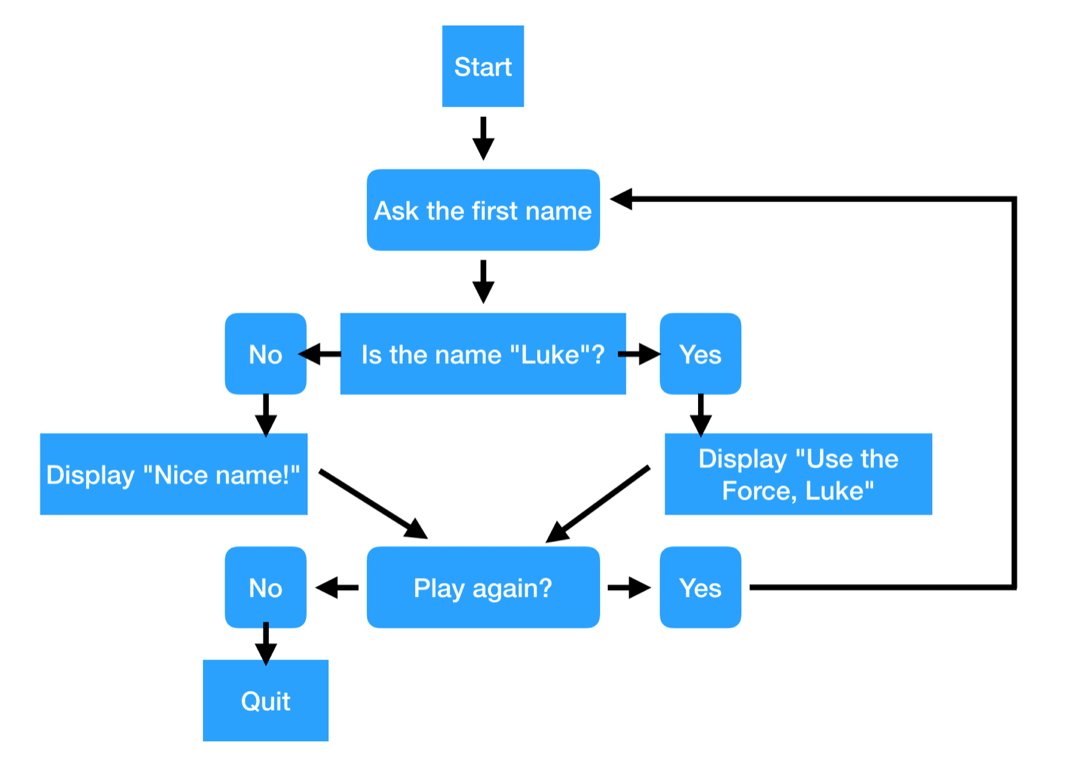 Start
Ask the first name
No
Is the name "Luke"?
Yes
Display "Nice name!"
Display "Use the
Force, Luke"
No
Play again?
Yes
Quit